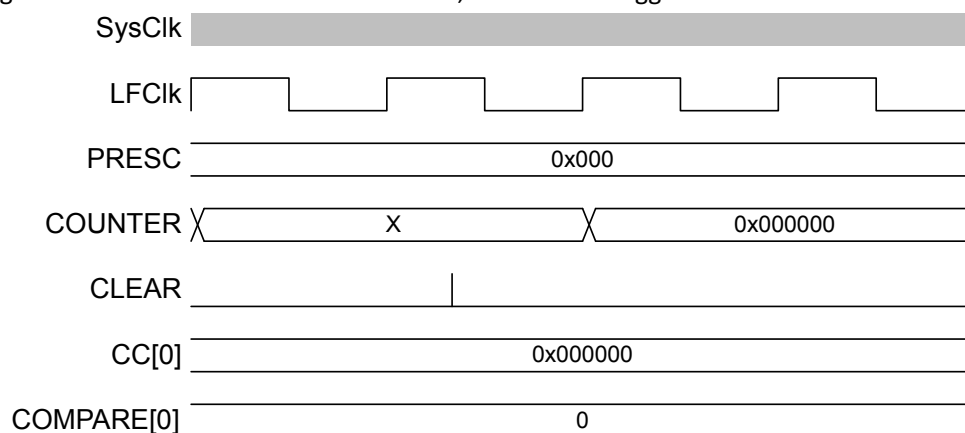 SysClk
LFClk
PRESC 0x000
COUNTER X 0x000000
CLEAR
CC[0] 0x000000
COMPARE[0] 0